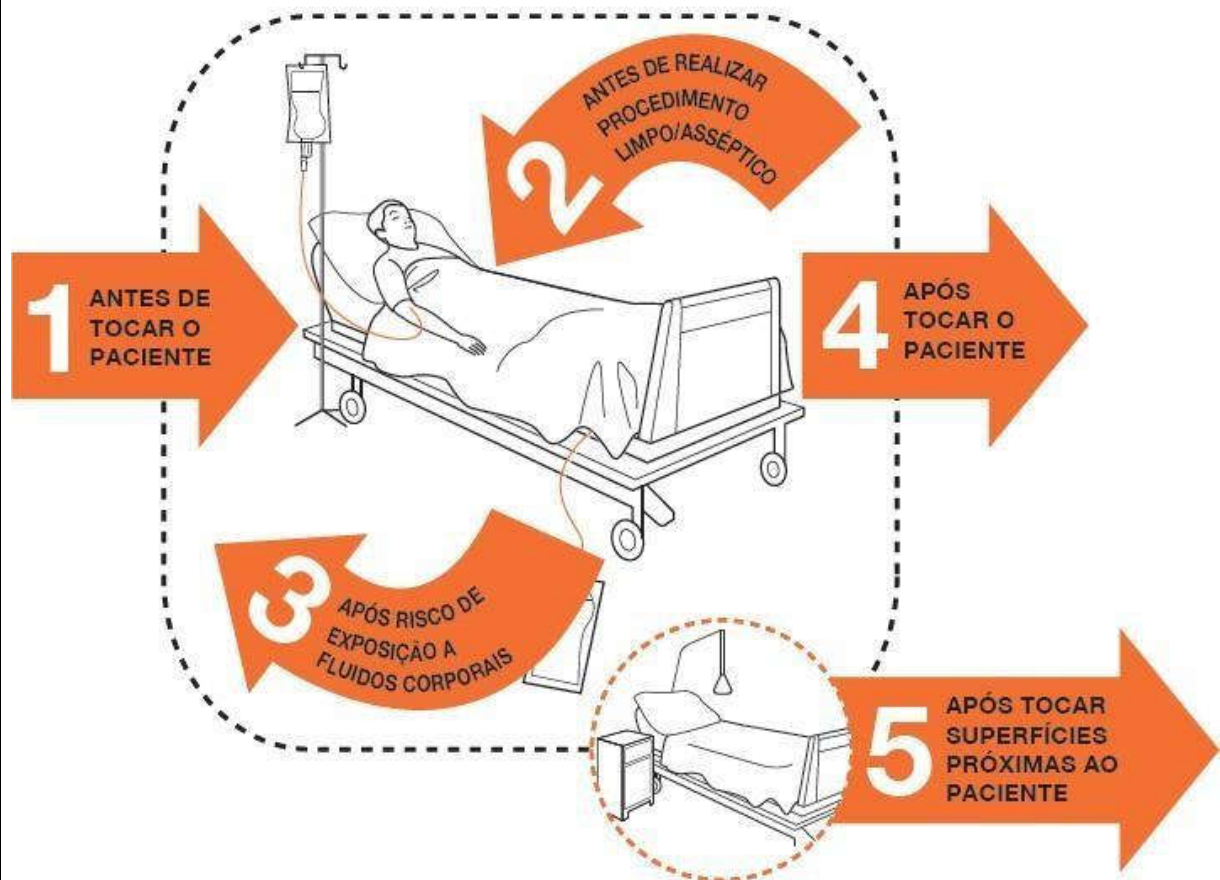 1
ANTES DE
TOCAR O
PACIENTE
2
ANTES DE REALIZAR
PROCEDIMENTO
LIMPO/ASSÉPTICO
3
APÓS RISCO DE
EXPOSIÇÃO A
FLUIDOS CORPORAIS
4
APÓS
TOCAR O
PACIENTE
5
APÓS TOCAR
SUPERFÍCIES
PRÓXIMAS AO
PACIENTE